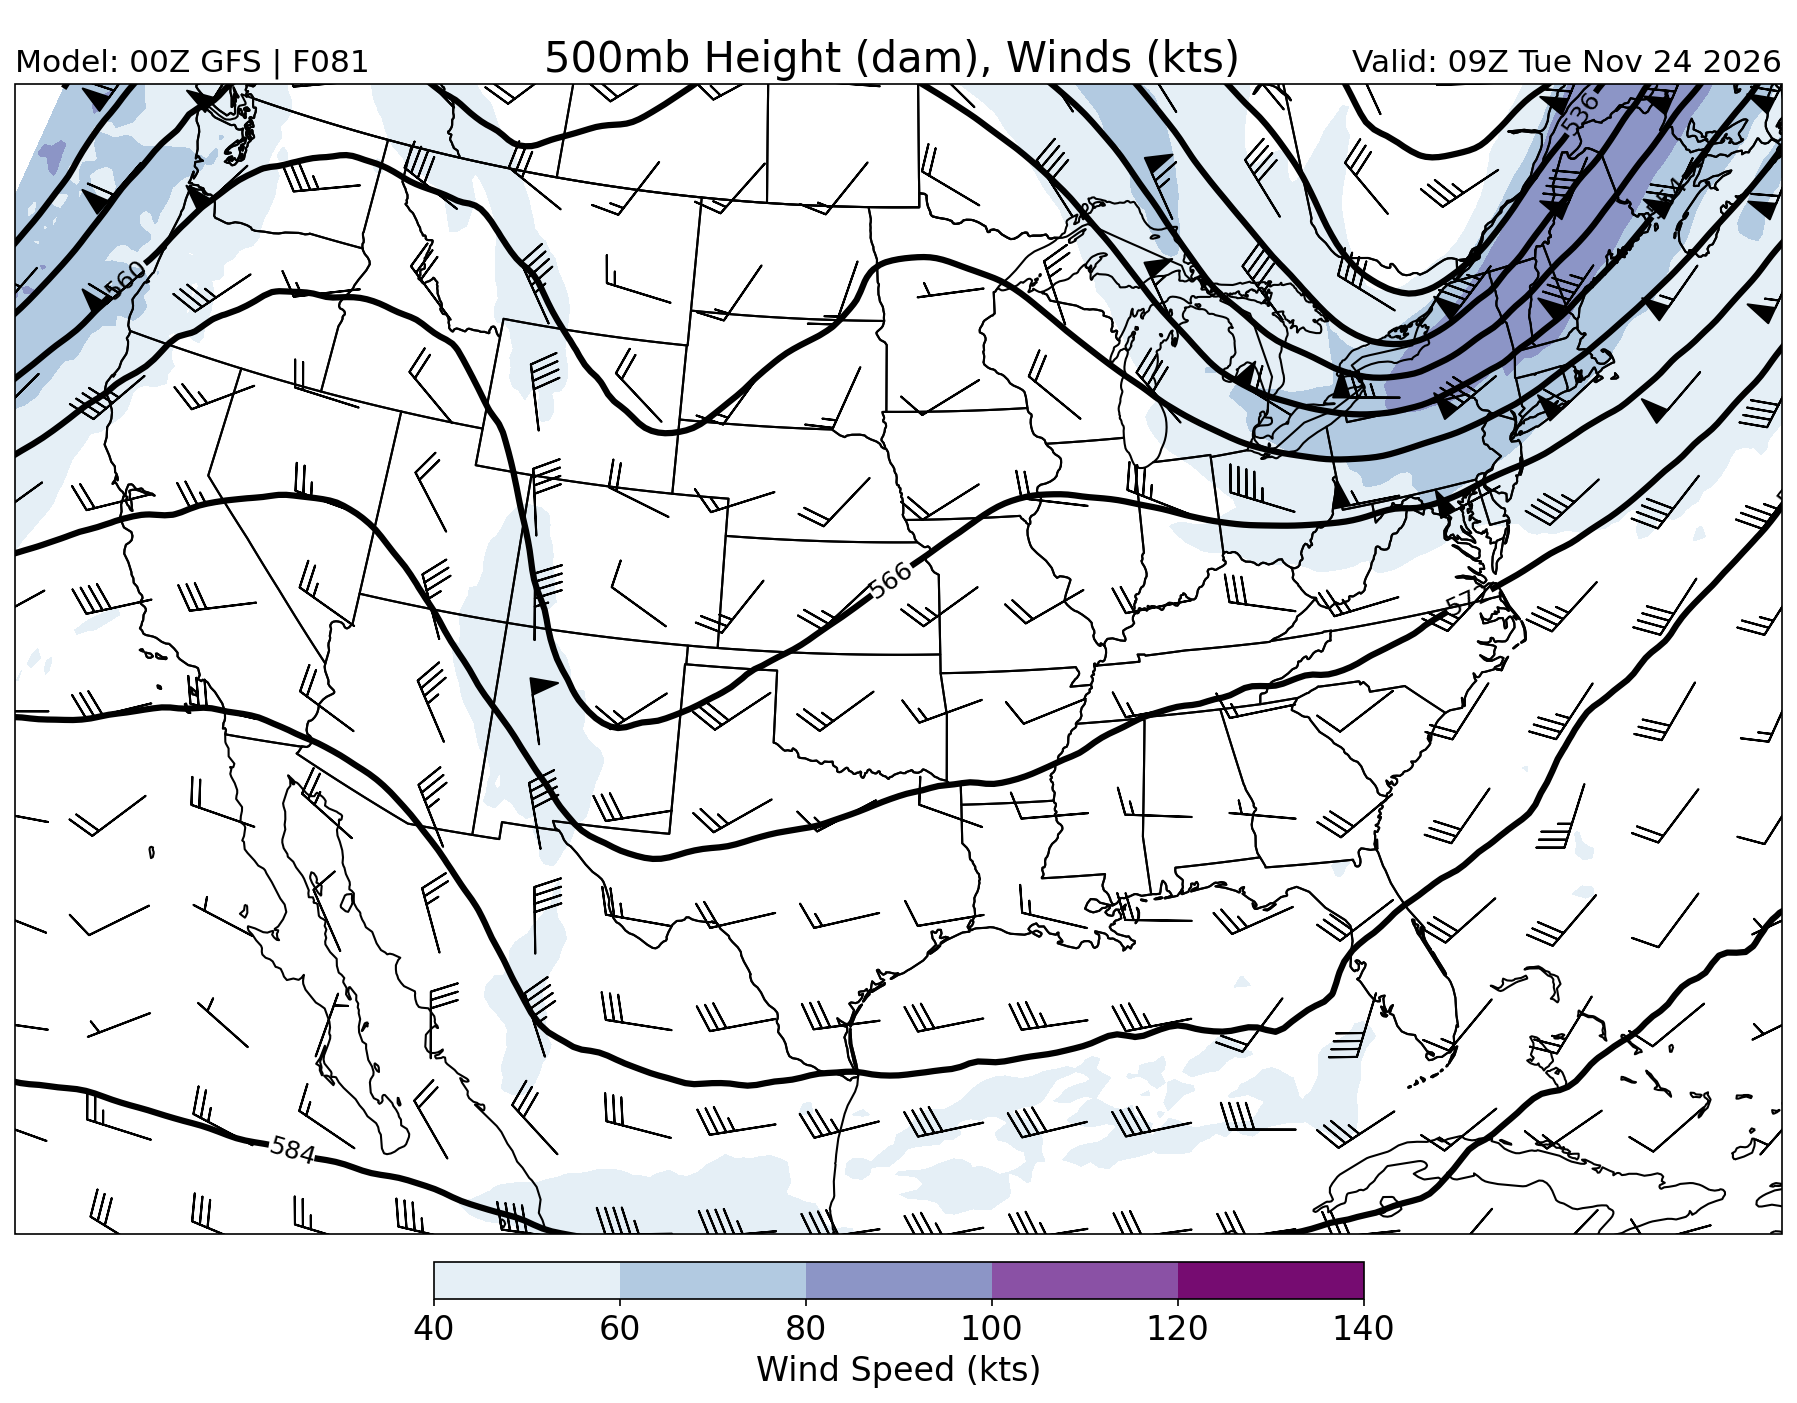 Model: 00Z GFS | F081
500mb Height (dam), Winds (kts)
Valid: 09Z Tue Nov 24 2026
536
560
566
584
40 60 80 100 120 140
Wind Speed (kts)